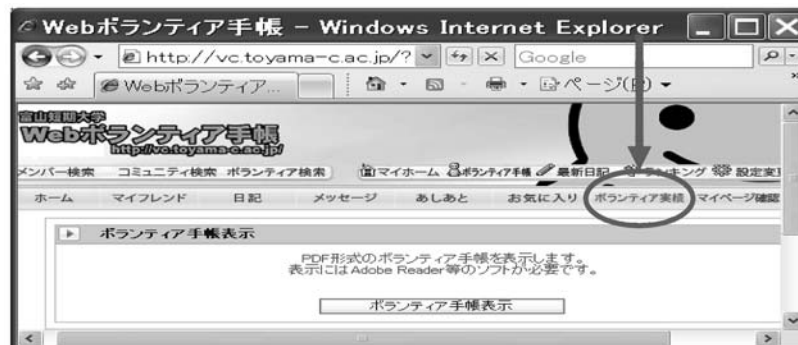 Webボランティア手帳 - Windows Internet Explorer
http://vc.toyama-c.ac.jp/?
Google
Webボランティア...
ページ(P)
富山短期大学
Webボランティア手帳
http://vc.toyama-c.ac.jp/
メンバー検索 コミュニティ検索 ボランティア検索 マイホーム ボランティア手帳 最新日記 ランキング 設定変更
ホーム マイフレンド 日記 メッセージ あしあと お気に入り ボランティア実績 マイページ確認
ボランティア手帳表示
PDF形式のボランティア手帳を表示します。
表示にはAdobe Reader等のソフトが必要です。
ボランティア手帳表示